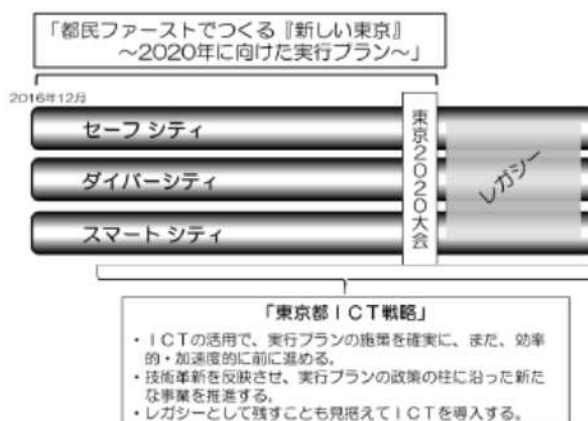 「都民ファーストでつくる『新しい東京』
～2020年に向けた実行プラン～」
2016年12月
セーフ シティ
ダイバーシティ
スマート シティ
東京2020大会
レガシー
「東京都ＩＣＴ戦略」
・ＩＣＴの活用で、実行プランの施策を確実に、また、効率
的・加速度的に前に進める。
・技術革新を反映させ、実行プランの政策の柱に沿った新た
な事業を推進する。
・レガシーとして残すことも見据えてＩＣＴを導入する。